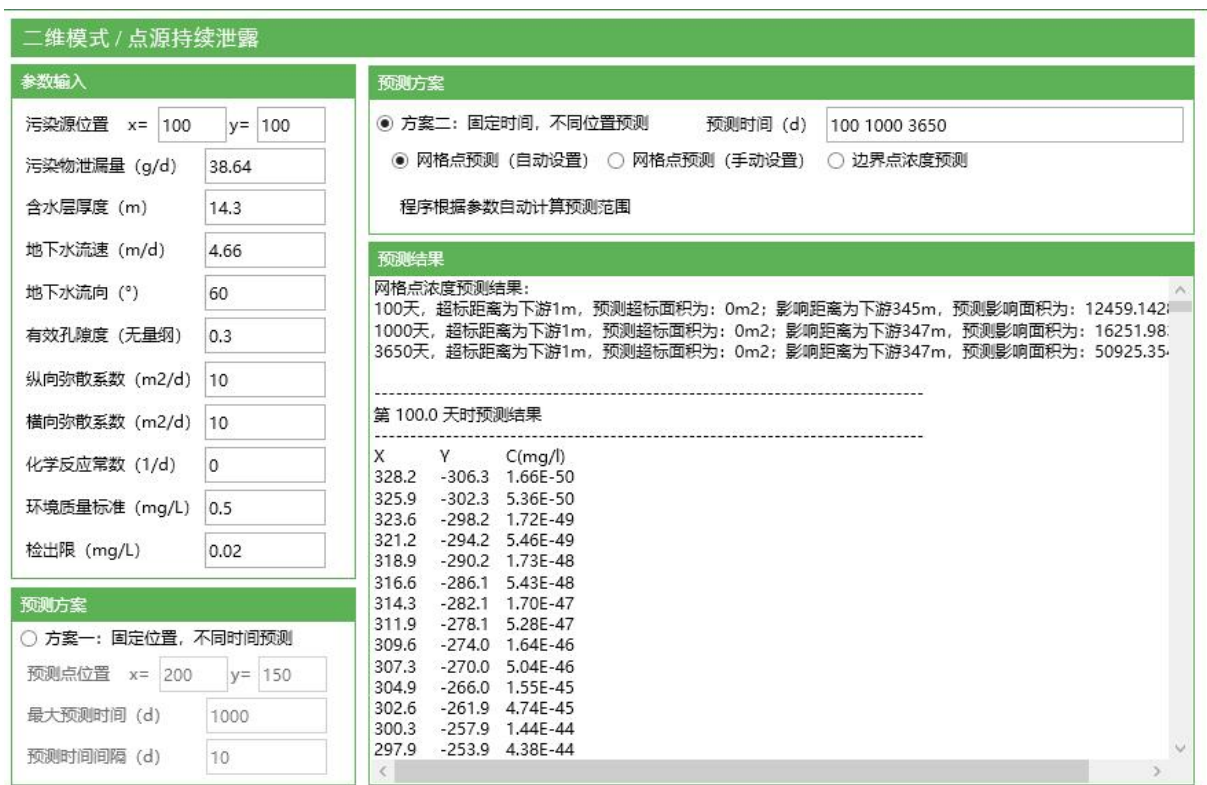 二维模式 / 点源持续泄露
参数输入
污染源位置 x= 100 y= 100
污染物泄漏量 (g/d) 38.64
含水层厚度 (m) 14.3
地下水流速 (m/d) 4.66
地下水流向 (°) 60
有效孔隙度 (无量纲) 0.3
纵向弥散系数 (m2/d) 10
横向弥散系数 (m2/d) 10
化学反应常数 (1/d) 0
环境质量标准 (mg/L) 0.5
检出限 (mg/L) 0.02
预测方案
方案一：固定位置，不同时间预测
预测点位置 x= 200 y= 150
最大预测时间 (d) 1000
预测时间间隔 (d) 10
预测方案
方案二：固定时间，不同位置预测 预测时间 (d) 100 1000 3650
网格点预测 (自动设置) 网格点预测 (手动设置) 边界点浓度预测
程序根据参数自动计算预测范围
预测结果
网格点浓度预测结果：
100天，超标距离为下游1m，预测超标面积为：0m2；影响距离为下游345m，预测影响面积为：12459.142
1000天，超标距离为下游1m，预测超标面积为：0m2；影响距离为下游347m，预测影响面积为：16251.98
3650天，超标距离为下游1m，预测超标面积为：0m2；影响距离为下游347m，预测影响面积为：50925.35
第 100.0 天时预测结果
X Y C(mg/l)
328.2 -306.3 1.66E-50
325.9 -302.3 5.36E-50
323.6 -298.2 1.72E-49
321.2 -294.2 5.46E-49
318.9 -290.2 1.73E-48
316.6 -286.1 5.43E-48
314.3 -282.1 1.70E-47
311.9 -278.1 5.28E-47
309.6 -274.0 1.64E-46
307.3 -270.0 5.04E-46
304.9 -266.0 1.55E-45
302.6 -261.9 4.74E-45
300.3 -257.9 1.44E-44
297.9 -253.9 4.38E-44